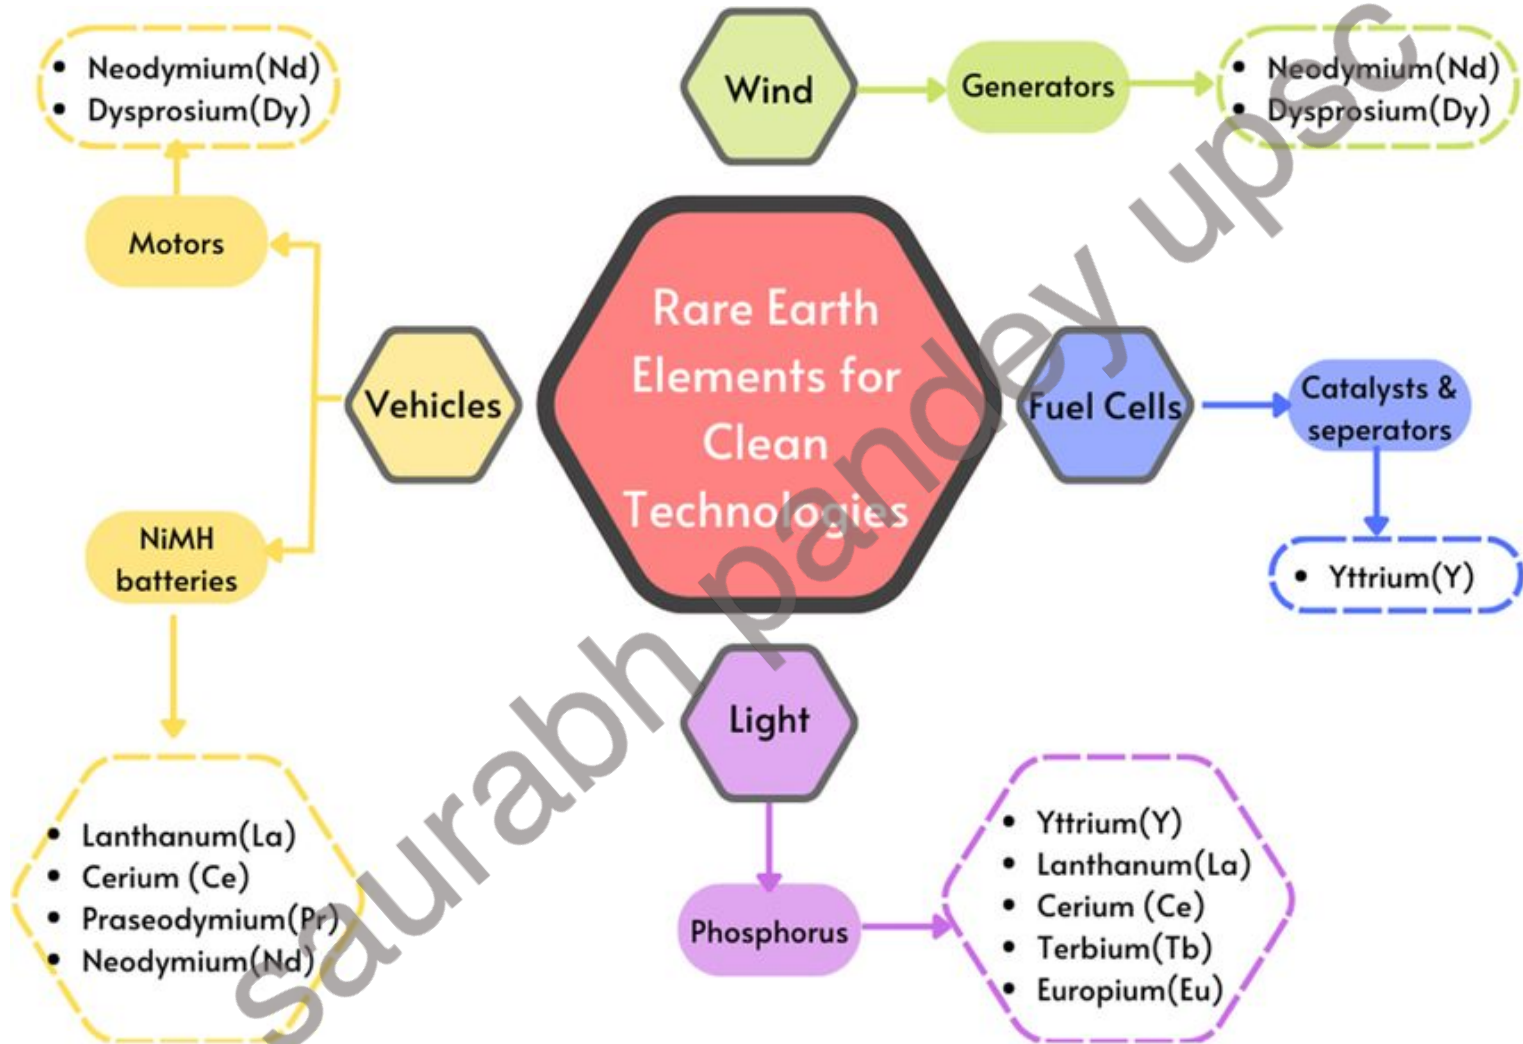 Neodymium(Nd)
Dysprosium(Dy)
Motors
Vehicles
NiMH
batteries
Lanthanum(La)
Cerium (Ce)
Praseodymium(Pr)
Neodymium(Nd)
Wind
Generators
Neodymium(Nd)
Dysprosium(Dy)
Rare Earth
Elements for
Clean
Technologies
Fuel Cells
Catalysts &
seperators
Yttrium(Y)
Light
Phosphorus
Yttrium(Y)
Lanthanum(La)
Cerium (Ce)
Terbium(Tb)
Europium(Eu)
saurabh pandey upsc